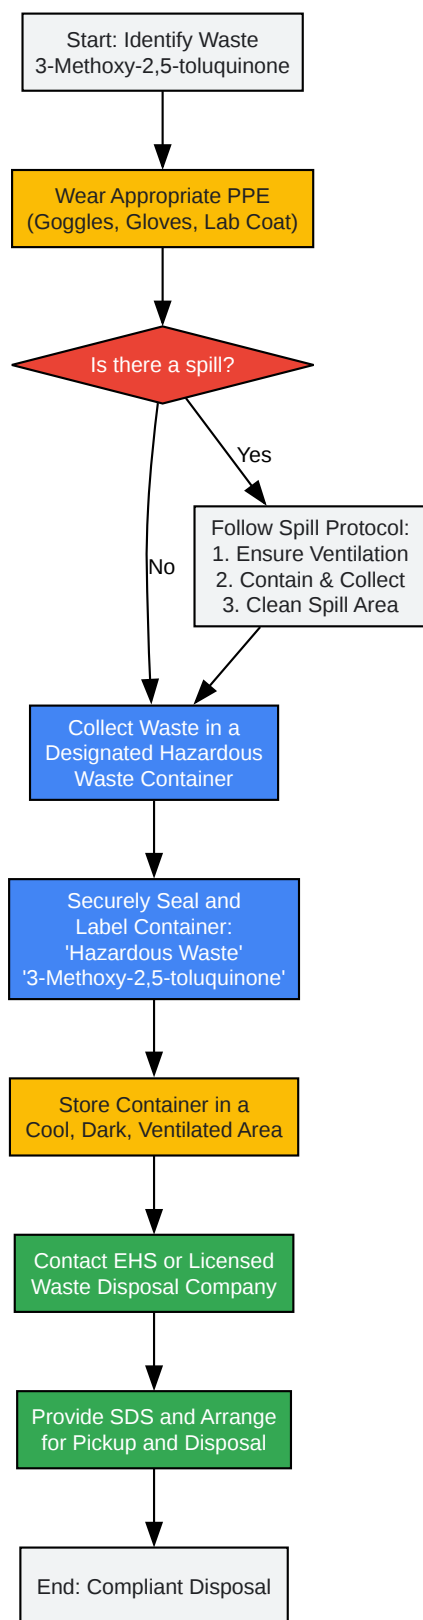 Start: Identify Waste
3-Methoxy-2,5-toluquinone
Wear Appropriate PPE
(Goggles, Gloves, Lab Coat)
Is there a spill?
Yes
Follow Spill Protocol:
1. Ensure Ventilation
2. Contain & Collect
3. Clean Spill Area
No
Collect Waste in a
Designated Hazardous
Waste Container
Securely Seal and
Label Container:
'Hazardous Waste'
'3-Methoxy-2,5-toluquinone'
Store Container in a
Cool, Dark, Ventilated Area
Contact EHS or Licensed
Waste Disposal Company
Provide SDS and Arrange
for Pickup and Disposal
End: Compliant Disposal